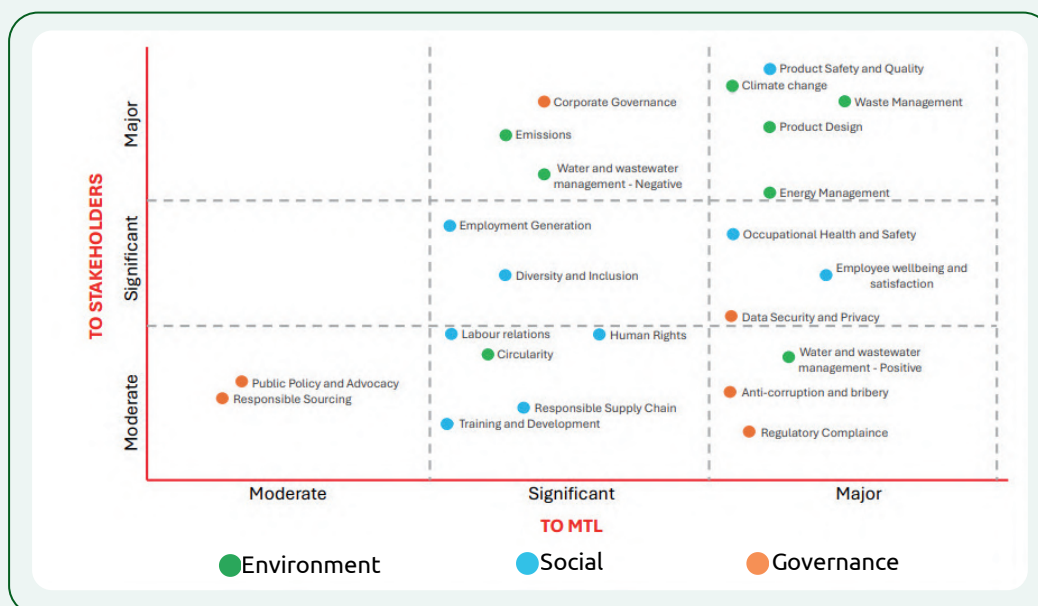 TO STAKEHOLDERS
Major
Significant
Moderate
Product Safety and Quality
Climate change
Corporate Governance
Waste Management
Emissions
Product Design
Water and wastewater
management - Negative
Energy Management
Employment Generation
Occupational Health and Safety
Diversity and Inclusion
Employee wellbeing and
satisfaction
Data Security and Privacy
Labour relations
Human Rights
Circularity
Water and wastewater
management - Positive
Public Policy and Advocacy
Anti-corruption and bribery
Responsible Sourcing
Responsible Supply Chain
Training and Development
Regulatory Complaince
Moderate
Significant
Major
TO MTL
Environment
Social
Governance